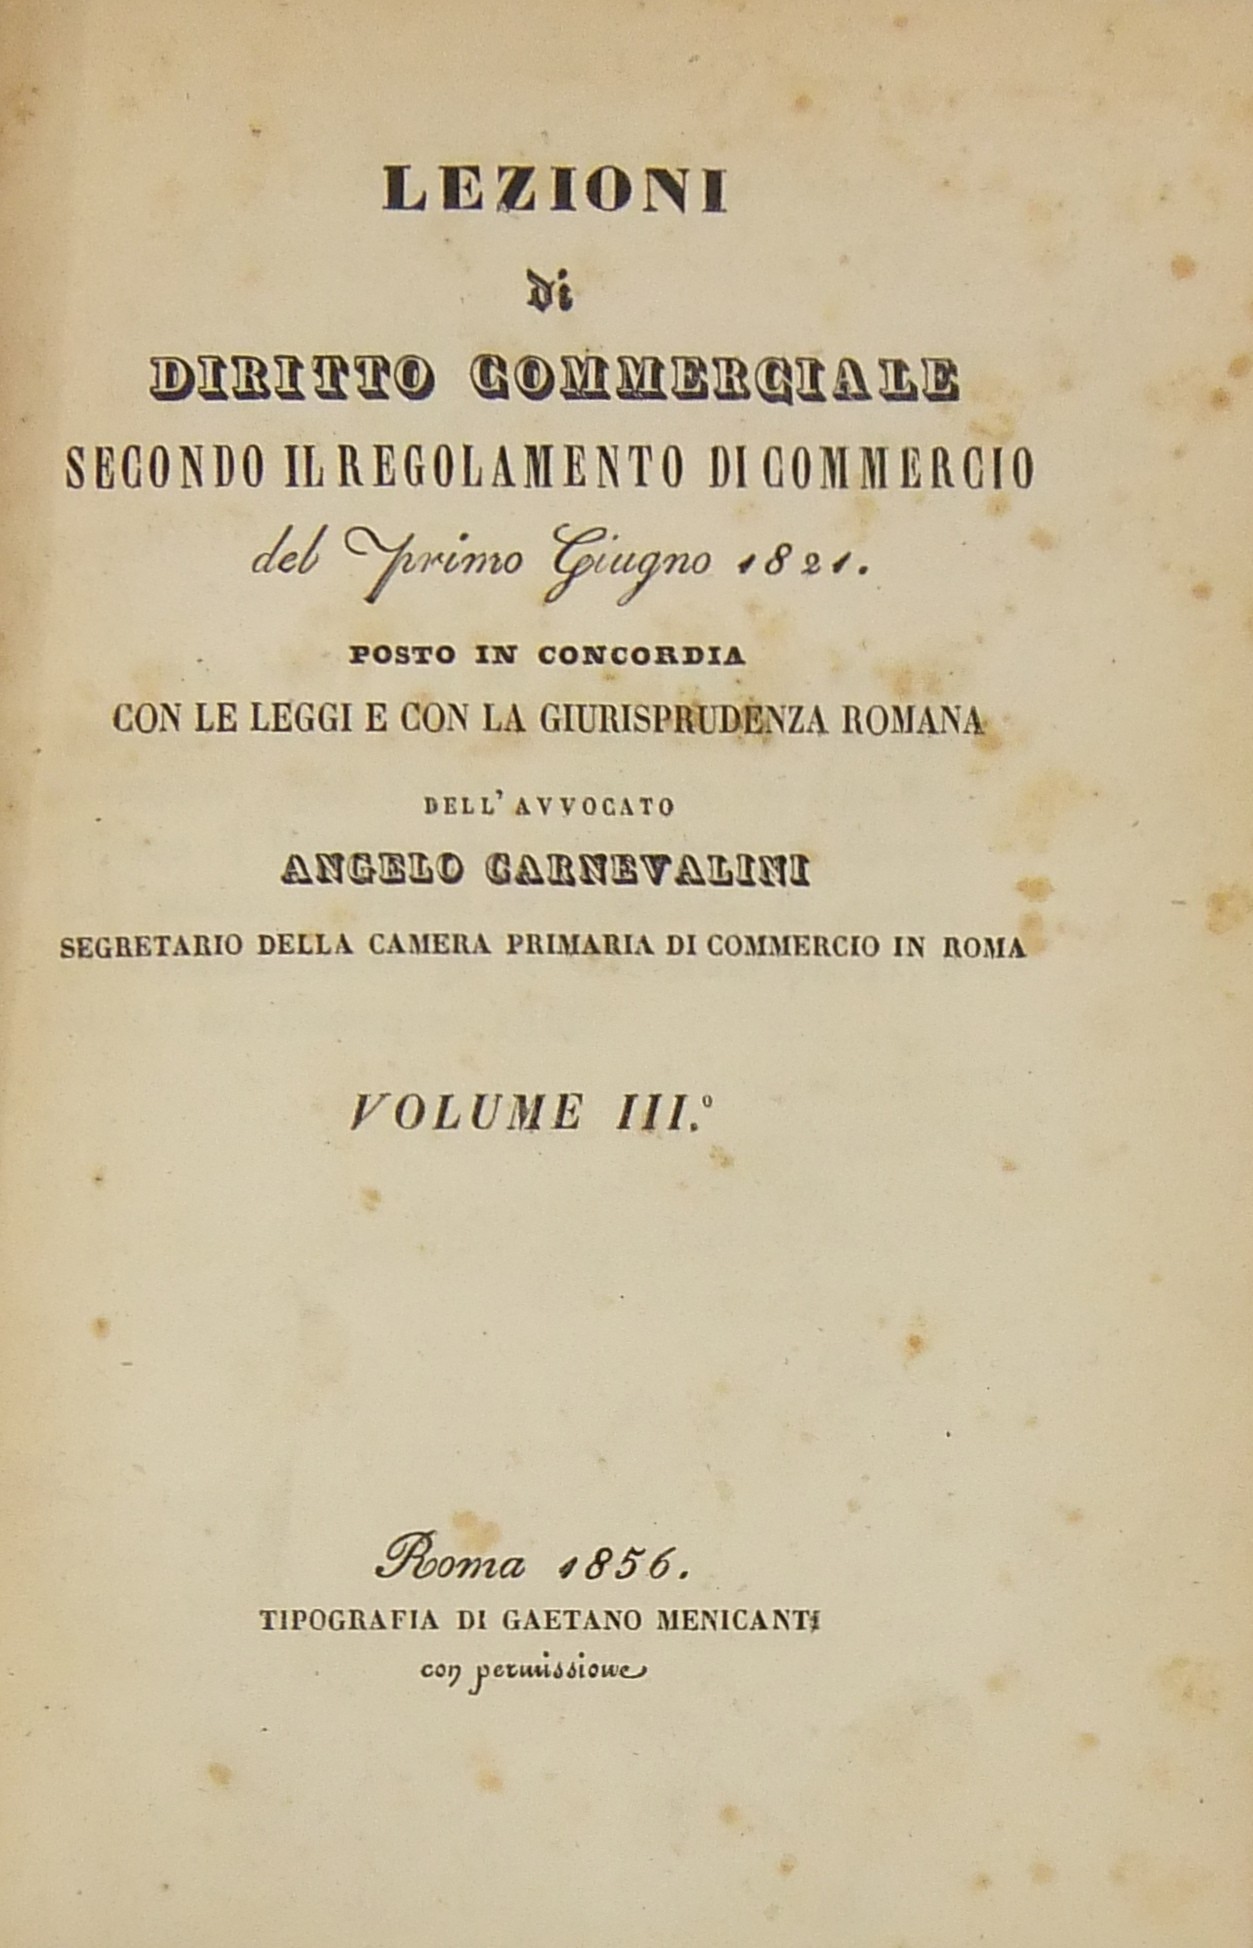 LEZIONI
di
DIRITTO COMMERCIALE
SECONDO IL REGOLAMENTO DI COMMERCIO
del primo Giugno 1821.
POSTO IN CONCORDIA
CON LE LEGGI E CON LA GIURISPRUDENZA ROMANA
DELL' AVVOCATO
ANGELO CARNEVALINI
SEGRETARIO DELLA CAMERA PRIMARIA DI COMMERCIO IN ROMA
VOLUME III.º
Roma 1856.
TIPOGRAFIA DI GAETANO MENICANTI
con permissione